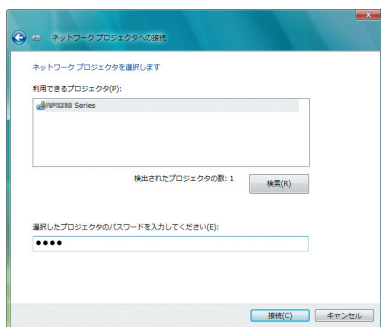 ネットワーク プロジェクタへの接続
ネットワーク プロジェクタを選択します
利用できるプロジェクタ(P):
Series
検出されたプロジェクタの数: 1
検索(R)
選択したプロジェクタのパスワードを入力してください(E):
●●●●
接続(C)
キャンセル